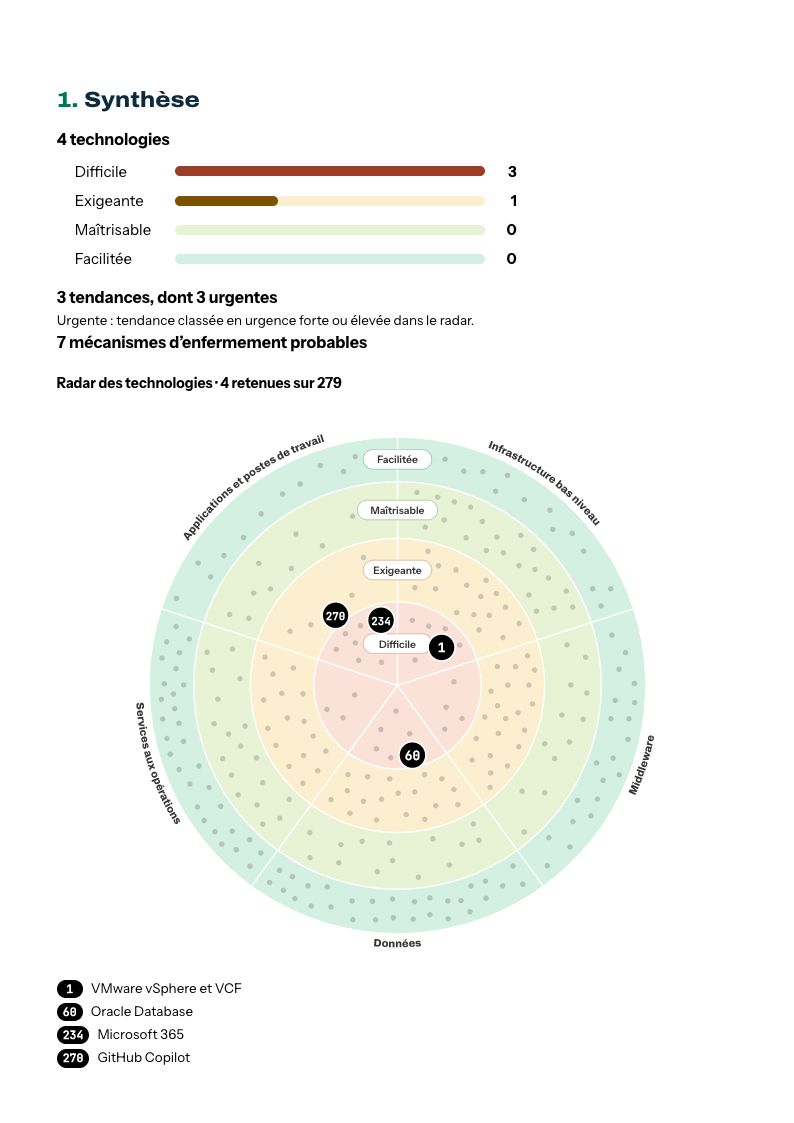 1. Synthèse
4 technologies
Difficile 3
Exigeante 1
Maîtrisable 0
Facilitée 0
3 tendances, dont 3 urgentes
Urgente : tendance classée en urgence forte ou élevée dans le radar.
7 mécanismes d’enfermement probables
Radar des technologies · 4 retenues sur 279
Applications et postes de travail
Infrastructure bas niveau
Facilitée
Maîtrisable
Exigeante
270
234
Difficile
1
Services aux opérations
Middleware
60
Données
1 VMware vSphere et VCF
60 Oracle Database
234 Microsoft 365
270 GitHub Copilot